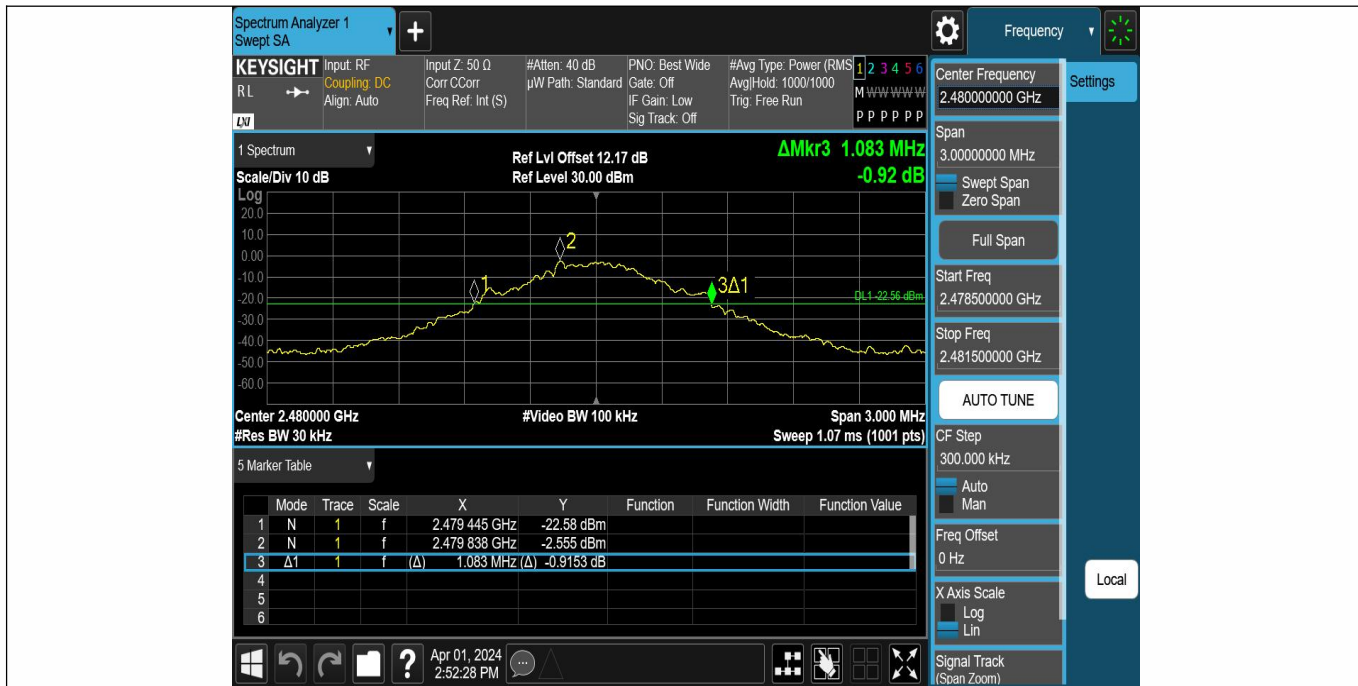 Spectrum Analyzer 1
Swept SA
+
Frequency
KEYSIGHT
RL
LXI
Input: RF
Coupling: DC
Align: Auto
Input Z: 50 Ω
Corr CCorr
Freq Ref: Int (S)
#Atten: 40 dB
µW Path: Standard
PNO: Best Wide
Gate: Off
IF Gain: Low
Sig Track: Off
#Avg Type: Power (RMS
Avg|Hold: 1000/1000
Trig: Free Run
1 2 3 4 5 6
M W W W W W
P P P P P P
1 Spectrum
Scale/Div 10 dB
Ref Lvl Offset 12.17 dB
Ref Level 30.00 dBm
ΔMkr3 1.083 MHz
-0.92 dB
Log
20.0
10.0
0.00
-10.0
-20.0
-30.0
-40.0
-50.0
-60.0
1
2
3Δ1
DL1 -22.56 dBm
Center 2.480000 GHz
#Video BW 100 kHz
Span 3.000 MHz
#Res BW 30 kHz
Sweep 1.07 ms (1001 pts)
5 Marker Table
Mode Trace Scale X Y Function Function Width Function Value
1 N 1 f 2.479 445 GHz -22.58 dBm
2 N 1 f 2.479 838 GHz -2.555 dBm
3 Δ1 1 f (Δ) 1.083 MHz (Δ) -0.9153 dB
4
5
6
?
Apr 01, 2024
2:52:28 PM
Center Frequency
2.480000000 GHz
Settings
Span
3.00000000 MHz
Swept Span
Zero Span
Full Span
Start Freq
2.478500000 GHz
Stop Freq
2.481500000 GHz
AUTO TUNE
CF Step
300.000 kHz
Auto
Man
Freq Offset
0 Hz
Local
X Axis Scale
Log
Lin
Signal Track
(Span Zoom)